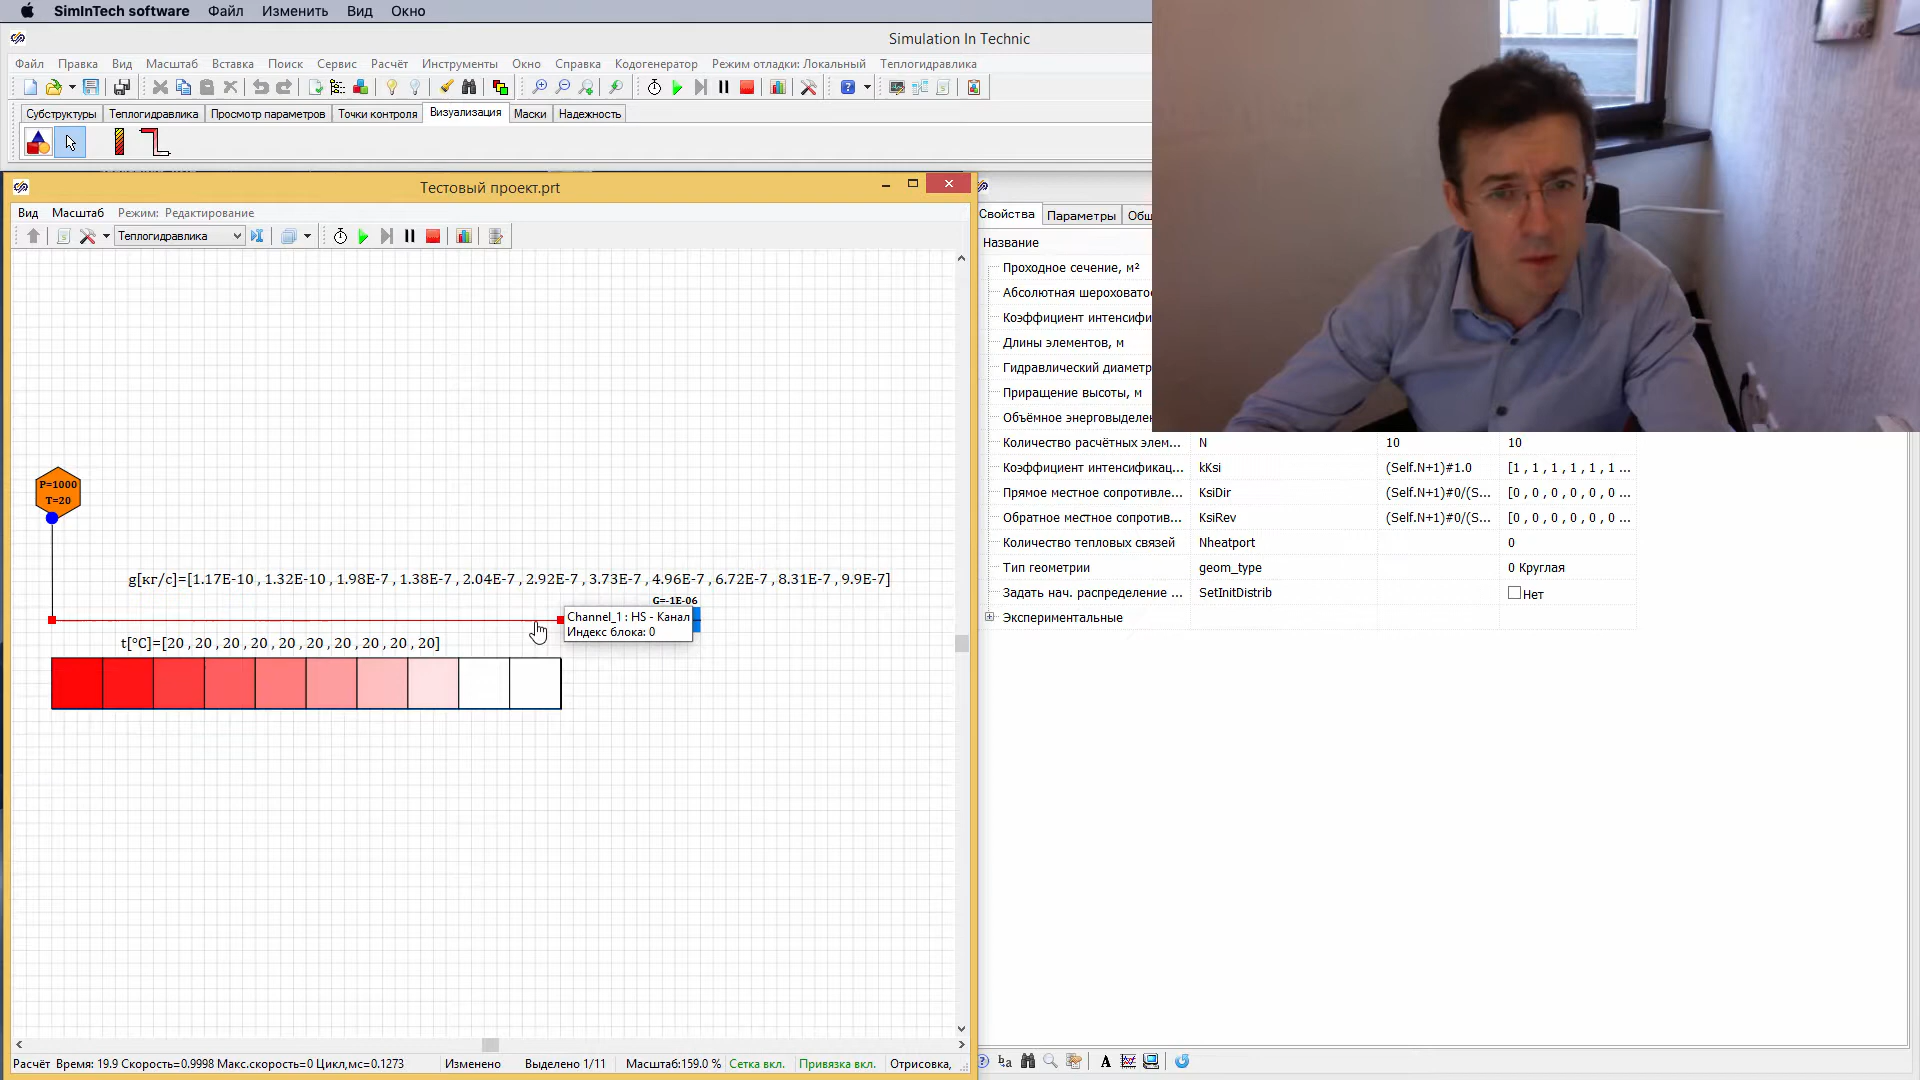 SimInTech software Файл Изменить Вид Окно
Simulation In Technic
Файл Правка Вид Масштаб Вставка Поиск Сервис Расчёт Инструменты Окно Справка Кодогенератор Режим отладки: Локальный Теплогидравлика
Субструктуры Теплогидравлика Просмотр параметров Точки контроля Визуализация Маски Надежность
Тестовый проект.prt
Вид Масштаб Режим: Редактирование
Теплогидравлика
P=1000
T=20
g[кг/с]=[1.17E-10 , 1.32E-10 , 1.98E-7 , 1.38E-7 , 2.04E-7 , 2.92E-7 , 3.73E-7 , 4.96E-7 , 6.72E-7 , 8.31E-7 , 9.9E-7]
G=-1E-06
Channel_1 : HS - Канал
Индекс блока: 0
t[°C]=[20 , 20 , 20 , 20 , 20 , 20 , 20 , 20 , 20 , 20]
Расчёт Время: 19.9 Скорость=0.9998 Макс.скорость=0 Цикл,мс=0.1273 Изменено Выделено 1/11 Масштаб:159.0 % Сетка вкл. Привязка вкл. Отрисовка,
Свойства Параметры Общ
Название
Проходное сечение, м²
Абсолютная шероховатос
Коэффициент интенсифи
Длины элементов, м
Гидравлический диаметр
Приращение высоты, м
Объёмное энерговыделен
Количество расчётных элем... N 10 10
Коэффициент интенсификац... kKsi (Self.N+1)#1.0 [1 , 1 , 1 , 1 , 1 , 1 ...
Прямое местное сопротивле... KsiDir (Self.N+1)#0/(S... [0 , 0 , 0 , 0 , 0 , 0 ...
Обратное местное сопротив... KsiRev (Self.N+1)#0/(S... [0 , 0 , 0 , 0 , 0 , 0 ...
Количество тепловых связей Nheatport 0
Тип геометрии geom_type 0 Круглая
Задать нач. распределение ... SetInitDistrib Нет
Экспериментальные